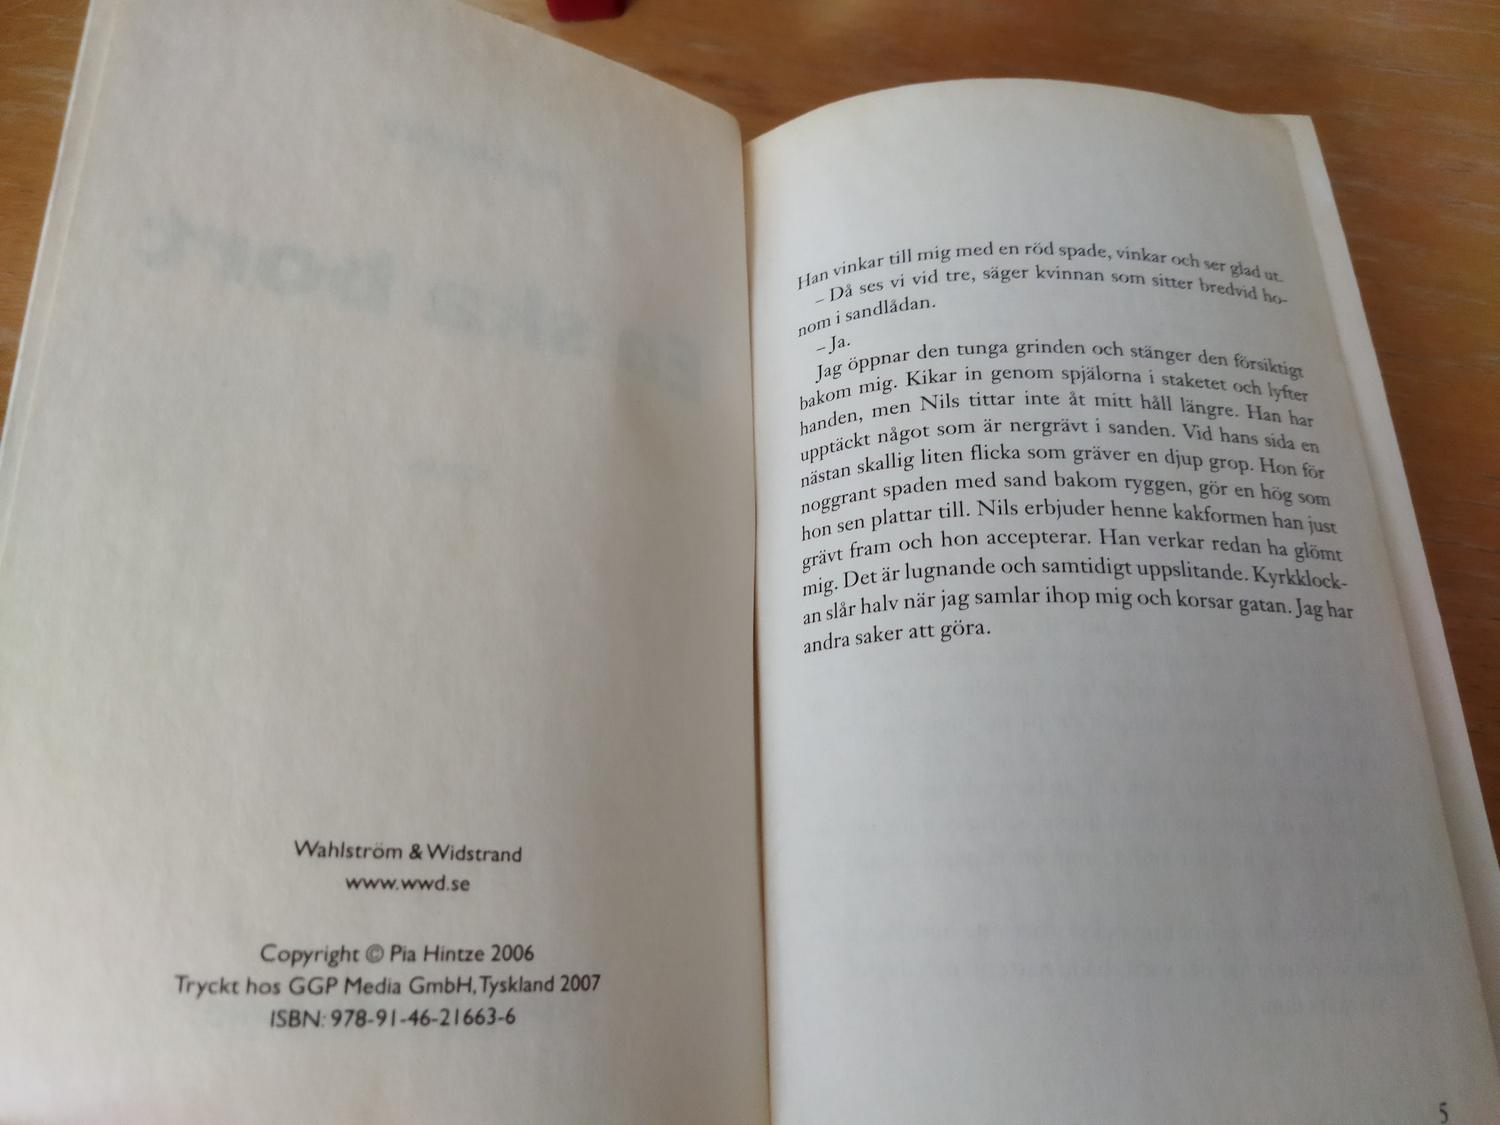 Wahlström & Widstrand
www.wwd.se
Copyright © Pia Hintze 2006
Tryckt hos GGP Media GmbH, Tyskland 2007
ISBN: 978-91-46-21663-6
Han vinkar till mig med en röd spade, vinkar och ser glad ut.
– Då ses vi vid tre, säger kvinnan som sitter bredvid ho-
nom i sandlådan.
– Ja.
Jag öppnar den tunga grinden och stänger den försiktigt
bakom mig. Kikar in genom spjälorna i staketet och lyfter
handen, men Nils tittar inte åt mitt håll längre. Han har
upptäckt något som är nergrävt i sanden. Vid hans sida en
nästan skallig liten flicka som gräver en djup grop. Hon för
noggrant spaden med sand bakom ryggen, gör en hög som
hon sen plattar till. Nils erbjuder henne kakformen han just
grävt fram och hon accepterar. Han verkar redan ha glömt
mig. Det är lugnande och samtidigt uppslitande. Kyrkklock-
an slår halv när jag samlar ihop mig och korsar gatan. Jag har
andra saker att göra.
5